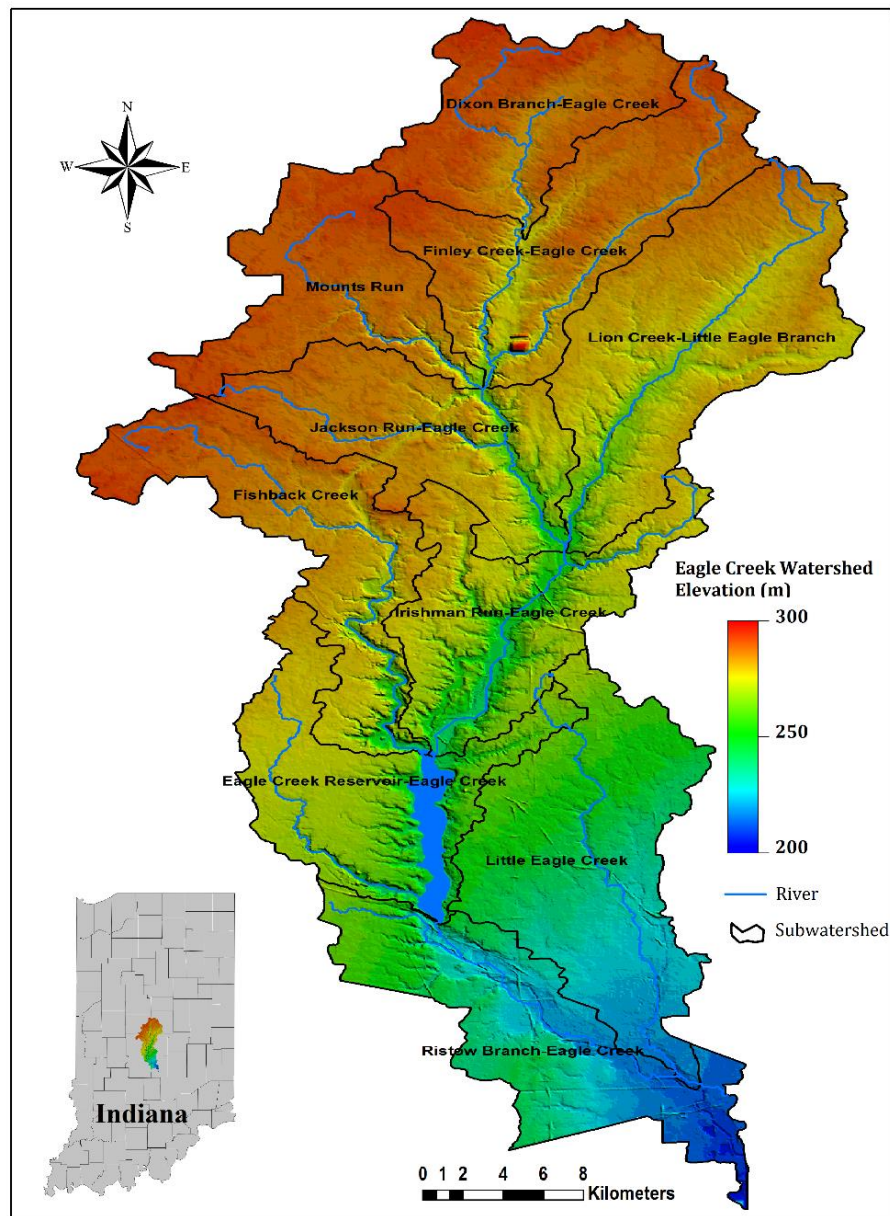 N
W E
S
Dixon Branch-Eagle Creek
Finley Creek-Eagle Creek
Mounts Run
Lion Creek-Little Eagle Branch
Jackson Run-Eagle Creek
Fishback Creek
Irishman Run-Eagle Creek
Eagle Creek Reservoir-Eagle Creek
Little Eagle Creek
Ristow Branch-Eagle Creek
Eagle Creek Watershed
Elevation (m)
300
250
200
River
Subwatershed
Indiana
0 1 2 4 6 8
Kilometers